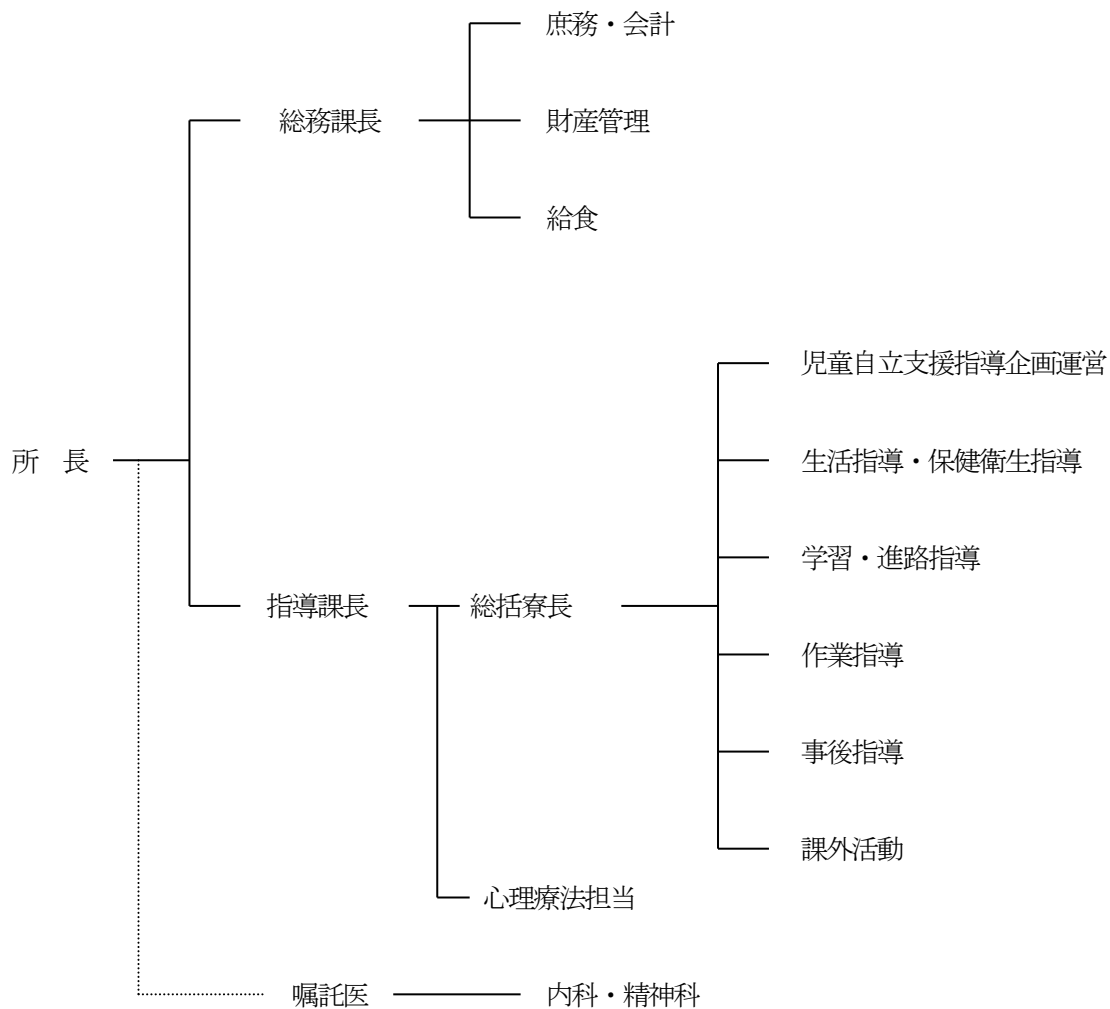 庶務・会計
総務課長
財産管理
給食
児童自立支援指導企画運営
所　長
生活指導・保健衛生指導
学習・進路指導
指導課長
総括寮長
作業指導
事後指導
課外活動
心理療法担当
嘱託医
内科・精神科